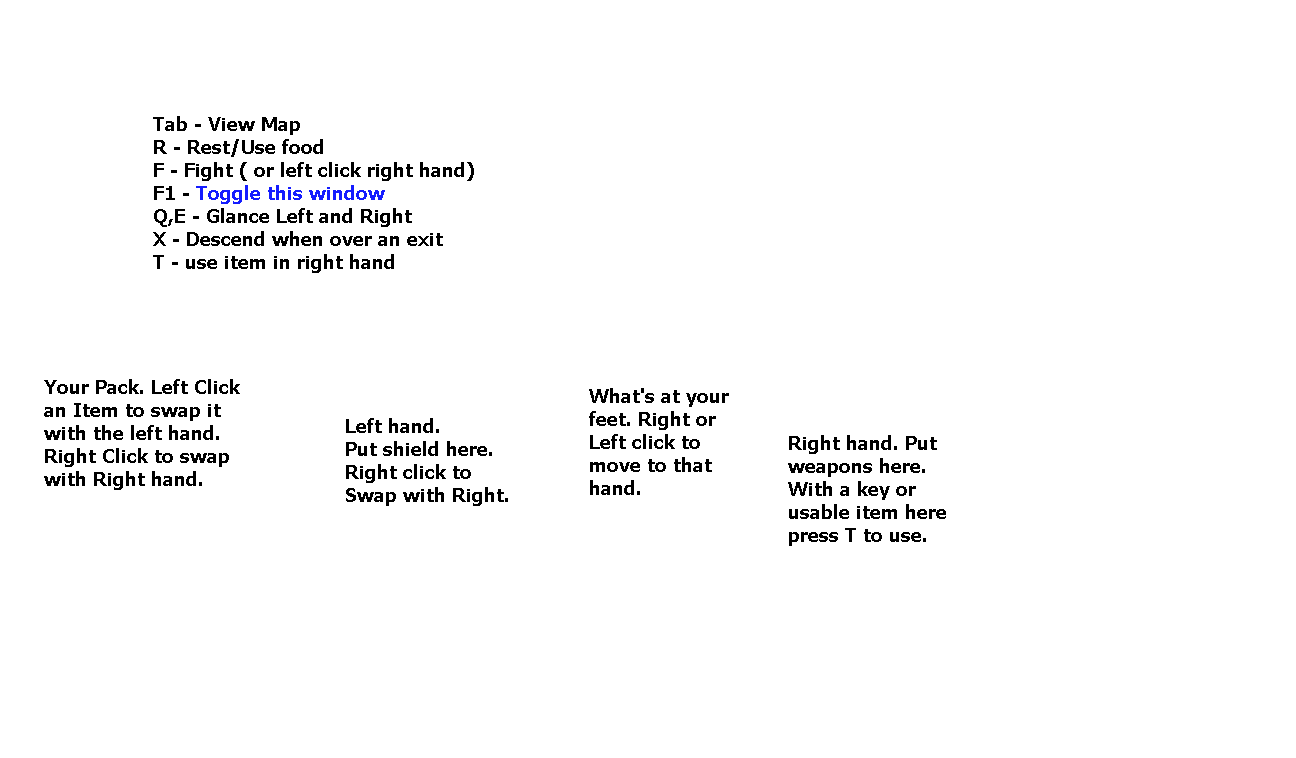 Tab - View Map
R - Rest/Use food
F - Fight ( or left click right hand)
F1 - Toggle this window
Q,E - Glance Left and Right
X - Descend when over an exit
T - use item in right hand
Your Pack. Left Click
an Item to swap it
with the left hand.
Right Click to swap
with Right hand.
Left hand.
Put shield here.
Right click to
Swap with Right.
What's at your
feet. Right or
Left click to
move to that
hand.
Right hand. Put
weapons here.
With a key or
usable item here
press T to use.